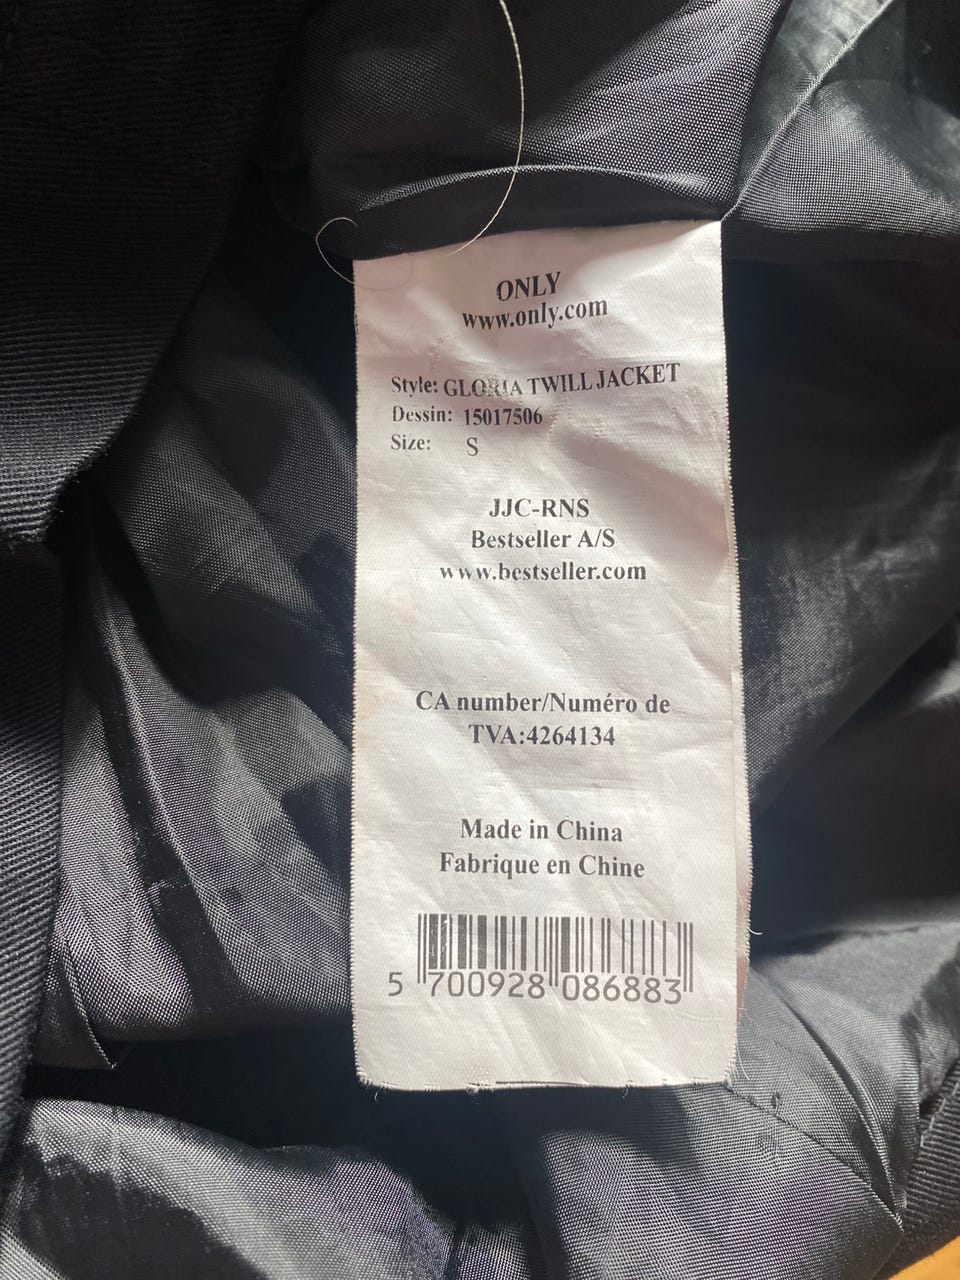 ONLY
www.only.com
Style: GLORIA TWILL JACKET
Dessin: 15017506
Size: S
JJC-RNS
Bestseller A/S
www.bestseller.com
CA number/Numéro de
TVA:4264134
Made in China
Fabrique en Chine
5 700928 086883